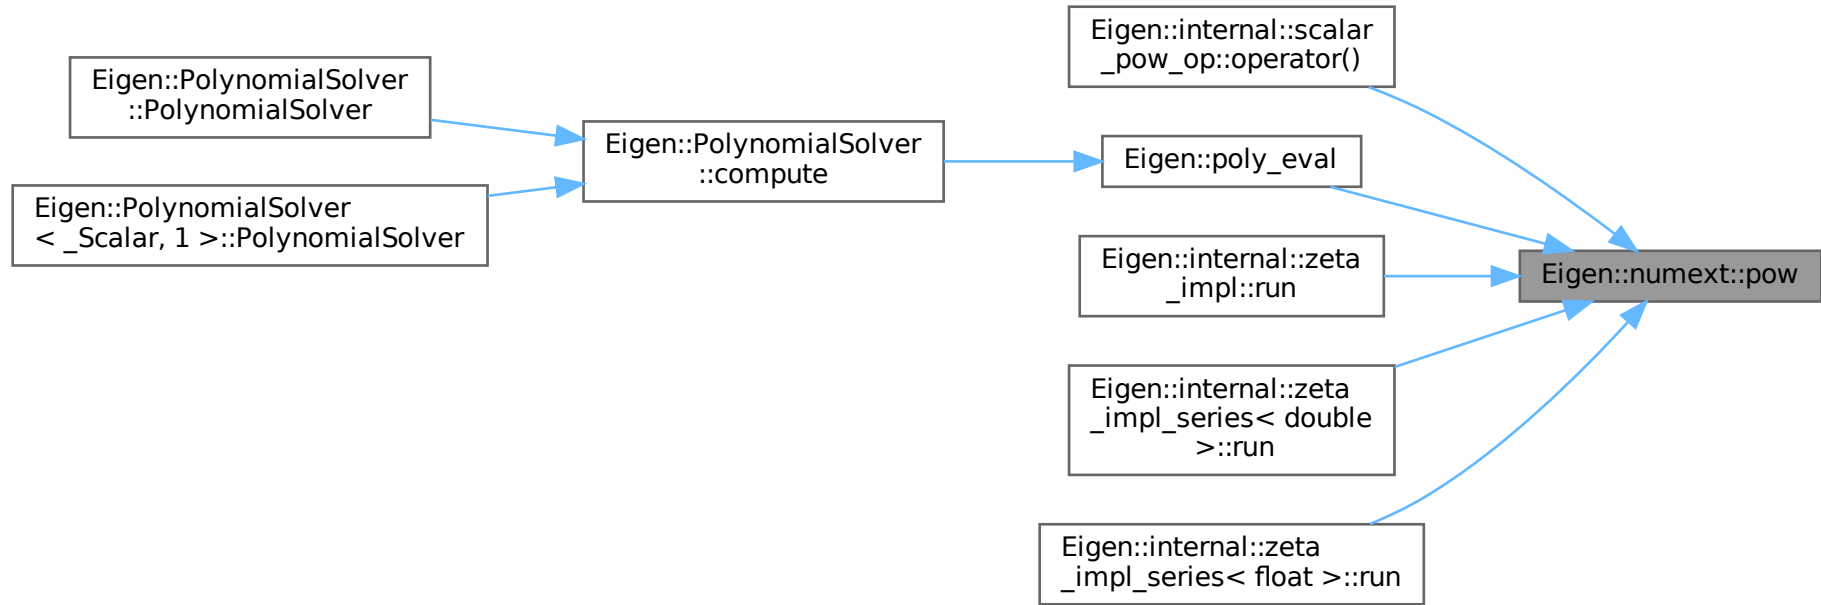 Eigen::PolynomialSolver
::PolynomialSolver
Eigen::PolynomialSolver
< _Scalar, 1 >::PolynomialSolver
Eigen::PolynomialSolver
::compute
Eigen::internal::scalar
_pow_op::operator()
Eigen::poly_eval
Eigen::internal::zeta
_impl::run
Eigen::internal::zeta
_impl_series< double
>::run
Eigen::internal::zeta
_impl_series< float >::run
Eigen::numext::pow